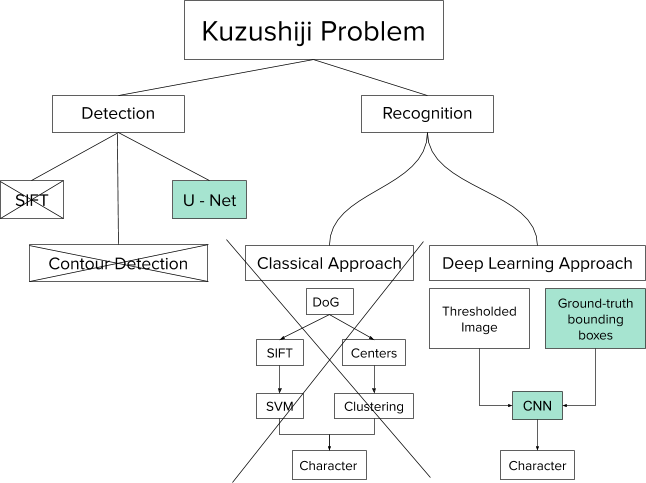 Kuzushiji Problem
Detection
Recognition
SIFT
U - Net
Contour Detection
Classical Approach
Deep Learning Approach
DoG
Thresholded
Image
Ground-truth
bounding
boxes
SIFT
Centers
SVM
Clustering
CNN
Character
Character